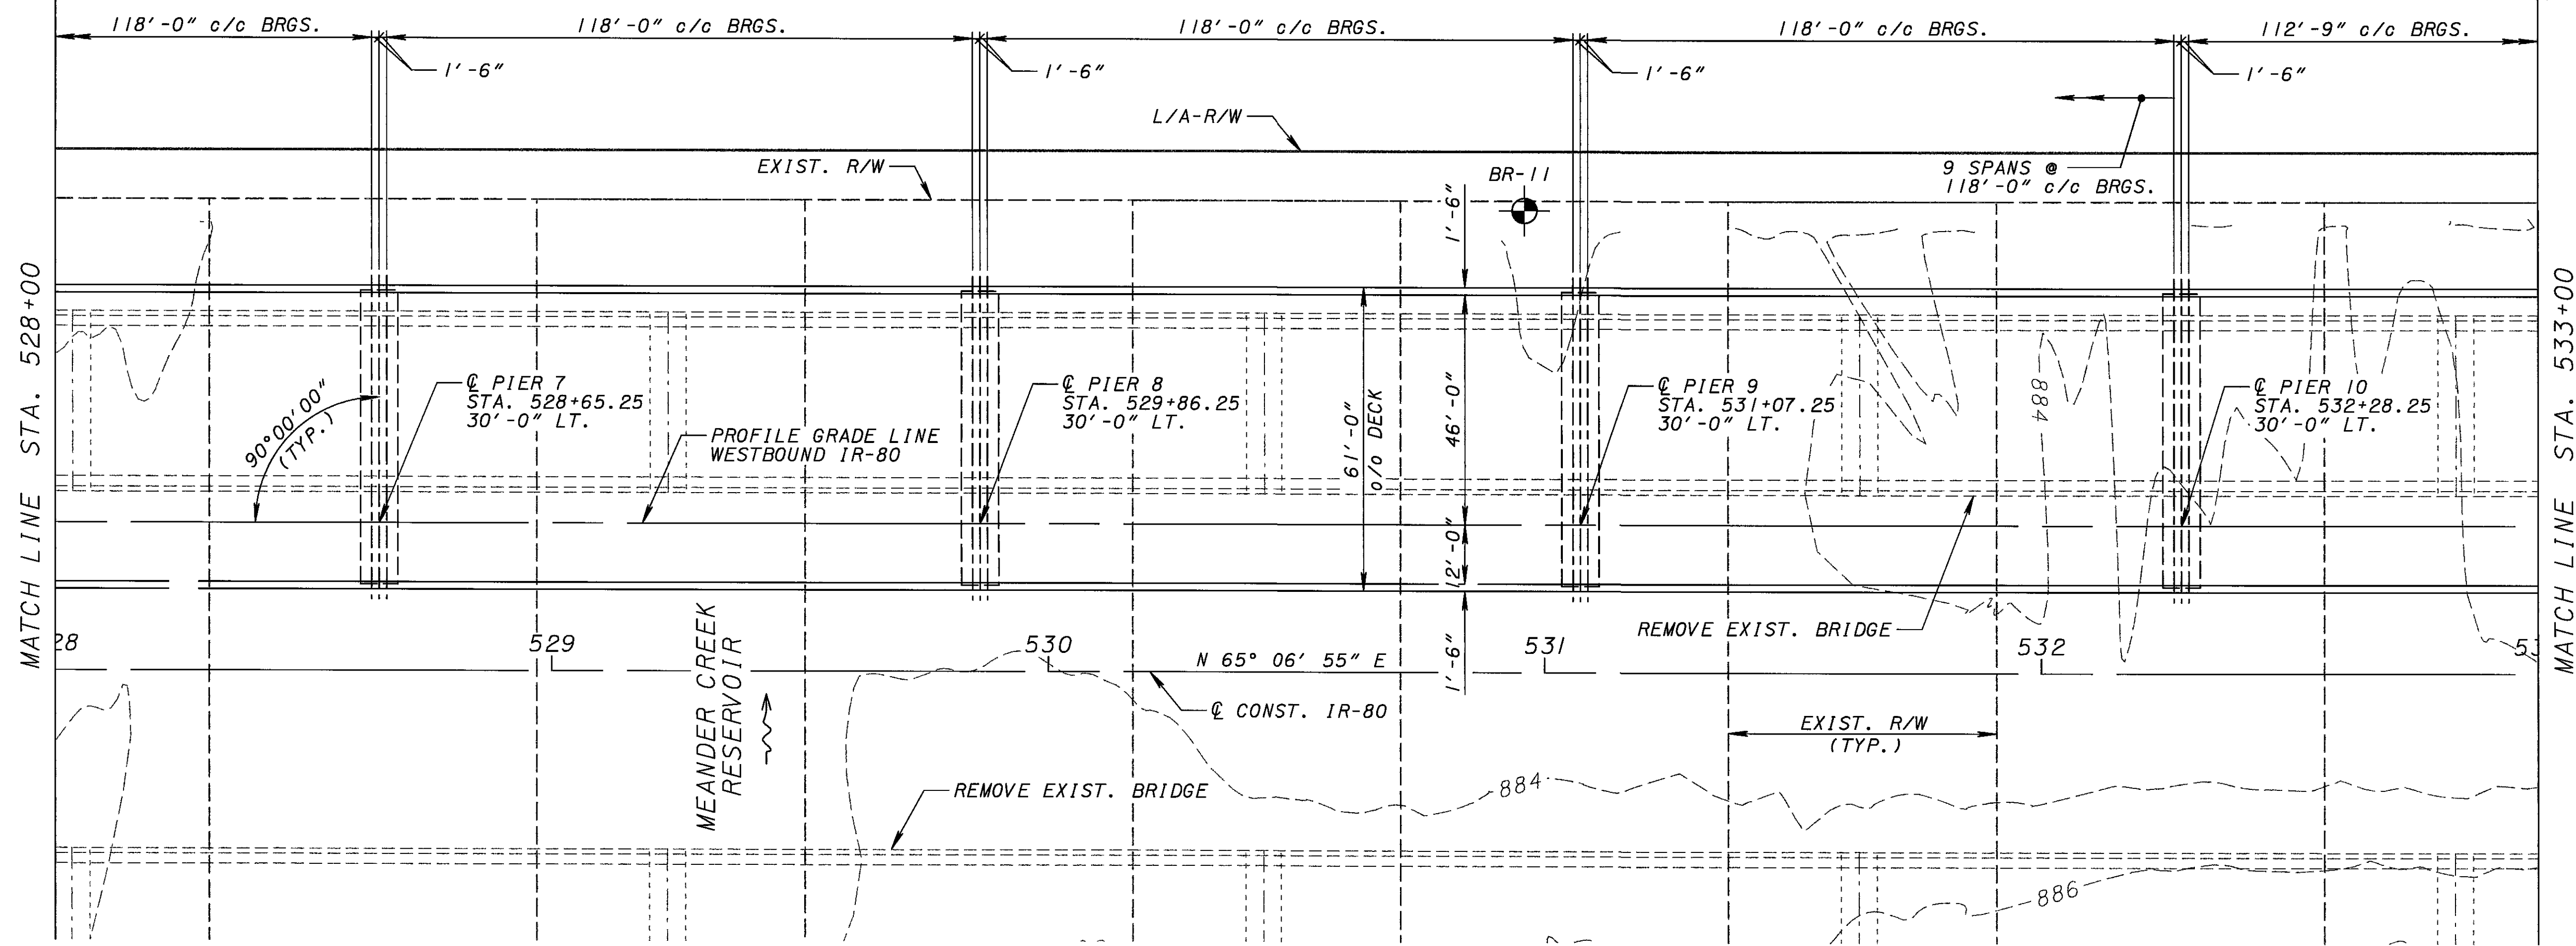 118'-0" c/c BRGS.
118'-0" c/c BRGS.
118'-0" c/c BRGS.
118'-0" c/c BRGS.
112'-9" c/c BRGS.
1'-6"
1'-6"
1'-6"
1'-6"
L/A-R/W
EXIST. R/W
BR-11
9 SPANS @
118'-0" c/c BRGS.
1'-6"
MATCH LINE STA. 528+00
MATCH LINE STA. 533+00
90°00'00"
(TYP.)
℄ PIER 7
STA. 528+65.25
30'-0" LT.
PROFILE GRADE LINE
WESTBOUND IR-80
℄ PIER 8
STA. 529+86.25
30'-0" LT.
61'-0"
O/O DECK
46'-0"
12'-0"
1'-6"
℄ PIER 9
STA. 531+07.25
30'-0" LT.
884
℄ PIER 10
STA. 532+28.25
30'-0" LT.
REMOVE EXIST. BRIDGE
28
529
530
531
532
53
MEANDER CREEK
RESERVOIR
N 65° 06' 55" E
℄ CONST. IR-80
EXIST. R/W
(TYP.)
REMOVE EXIST. BRIDGE
884
886